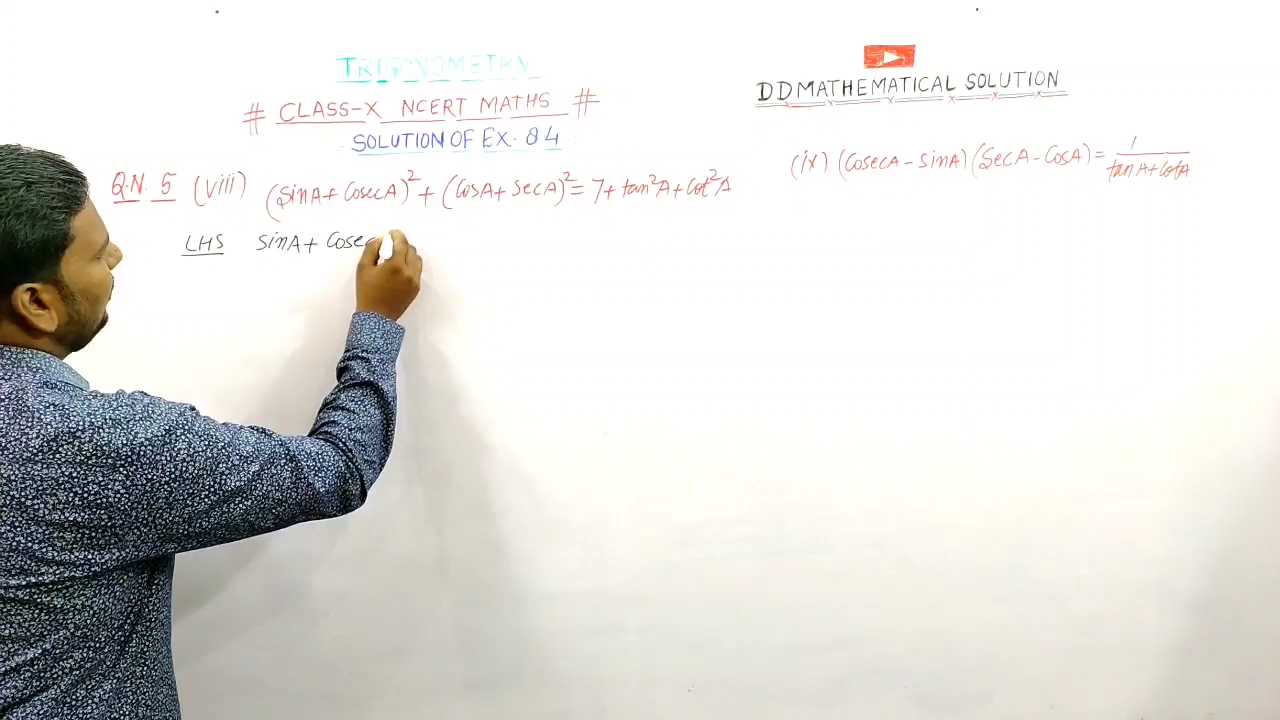 TRIGONOMETRY
# CLASS-X NCERT MATHS #
SOLUTION OF EX. 8.4
Q.N. 5 (viii) (SinA + CosecA)² + (CosA + SecA)² = 7 + tan²A + Cot²A
LHS SinA + Cosec
DDMATHEMATICAL SOLUTION
(ix) (CosecA - SinA) (SecA - CosA) = 1 / tanA + CotA